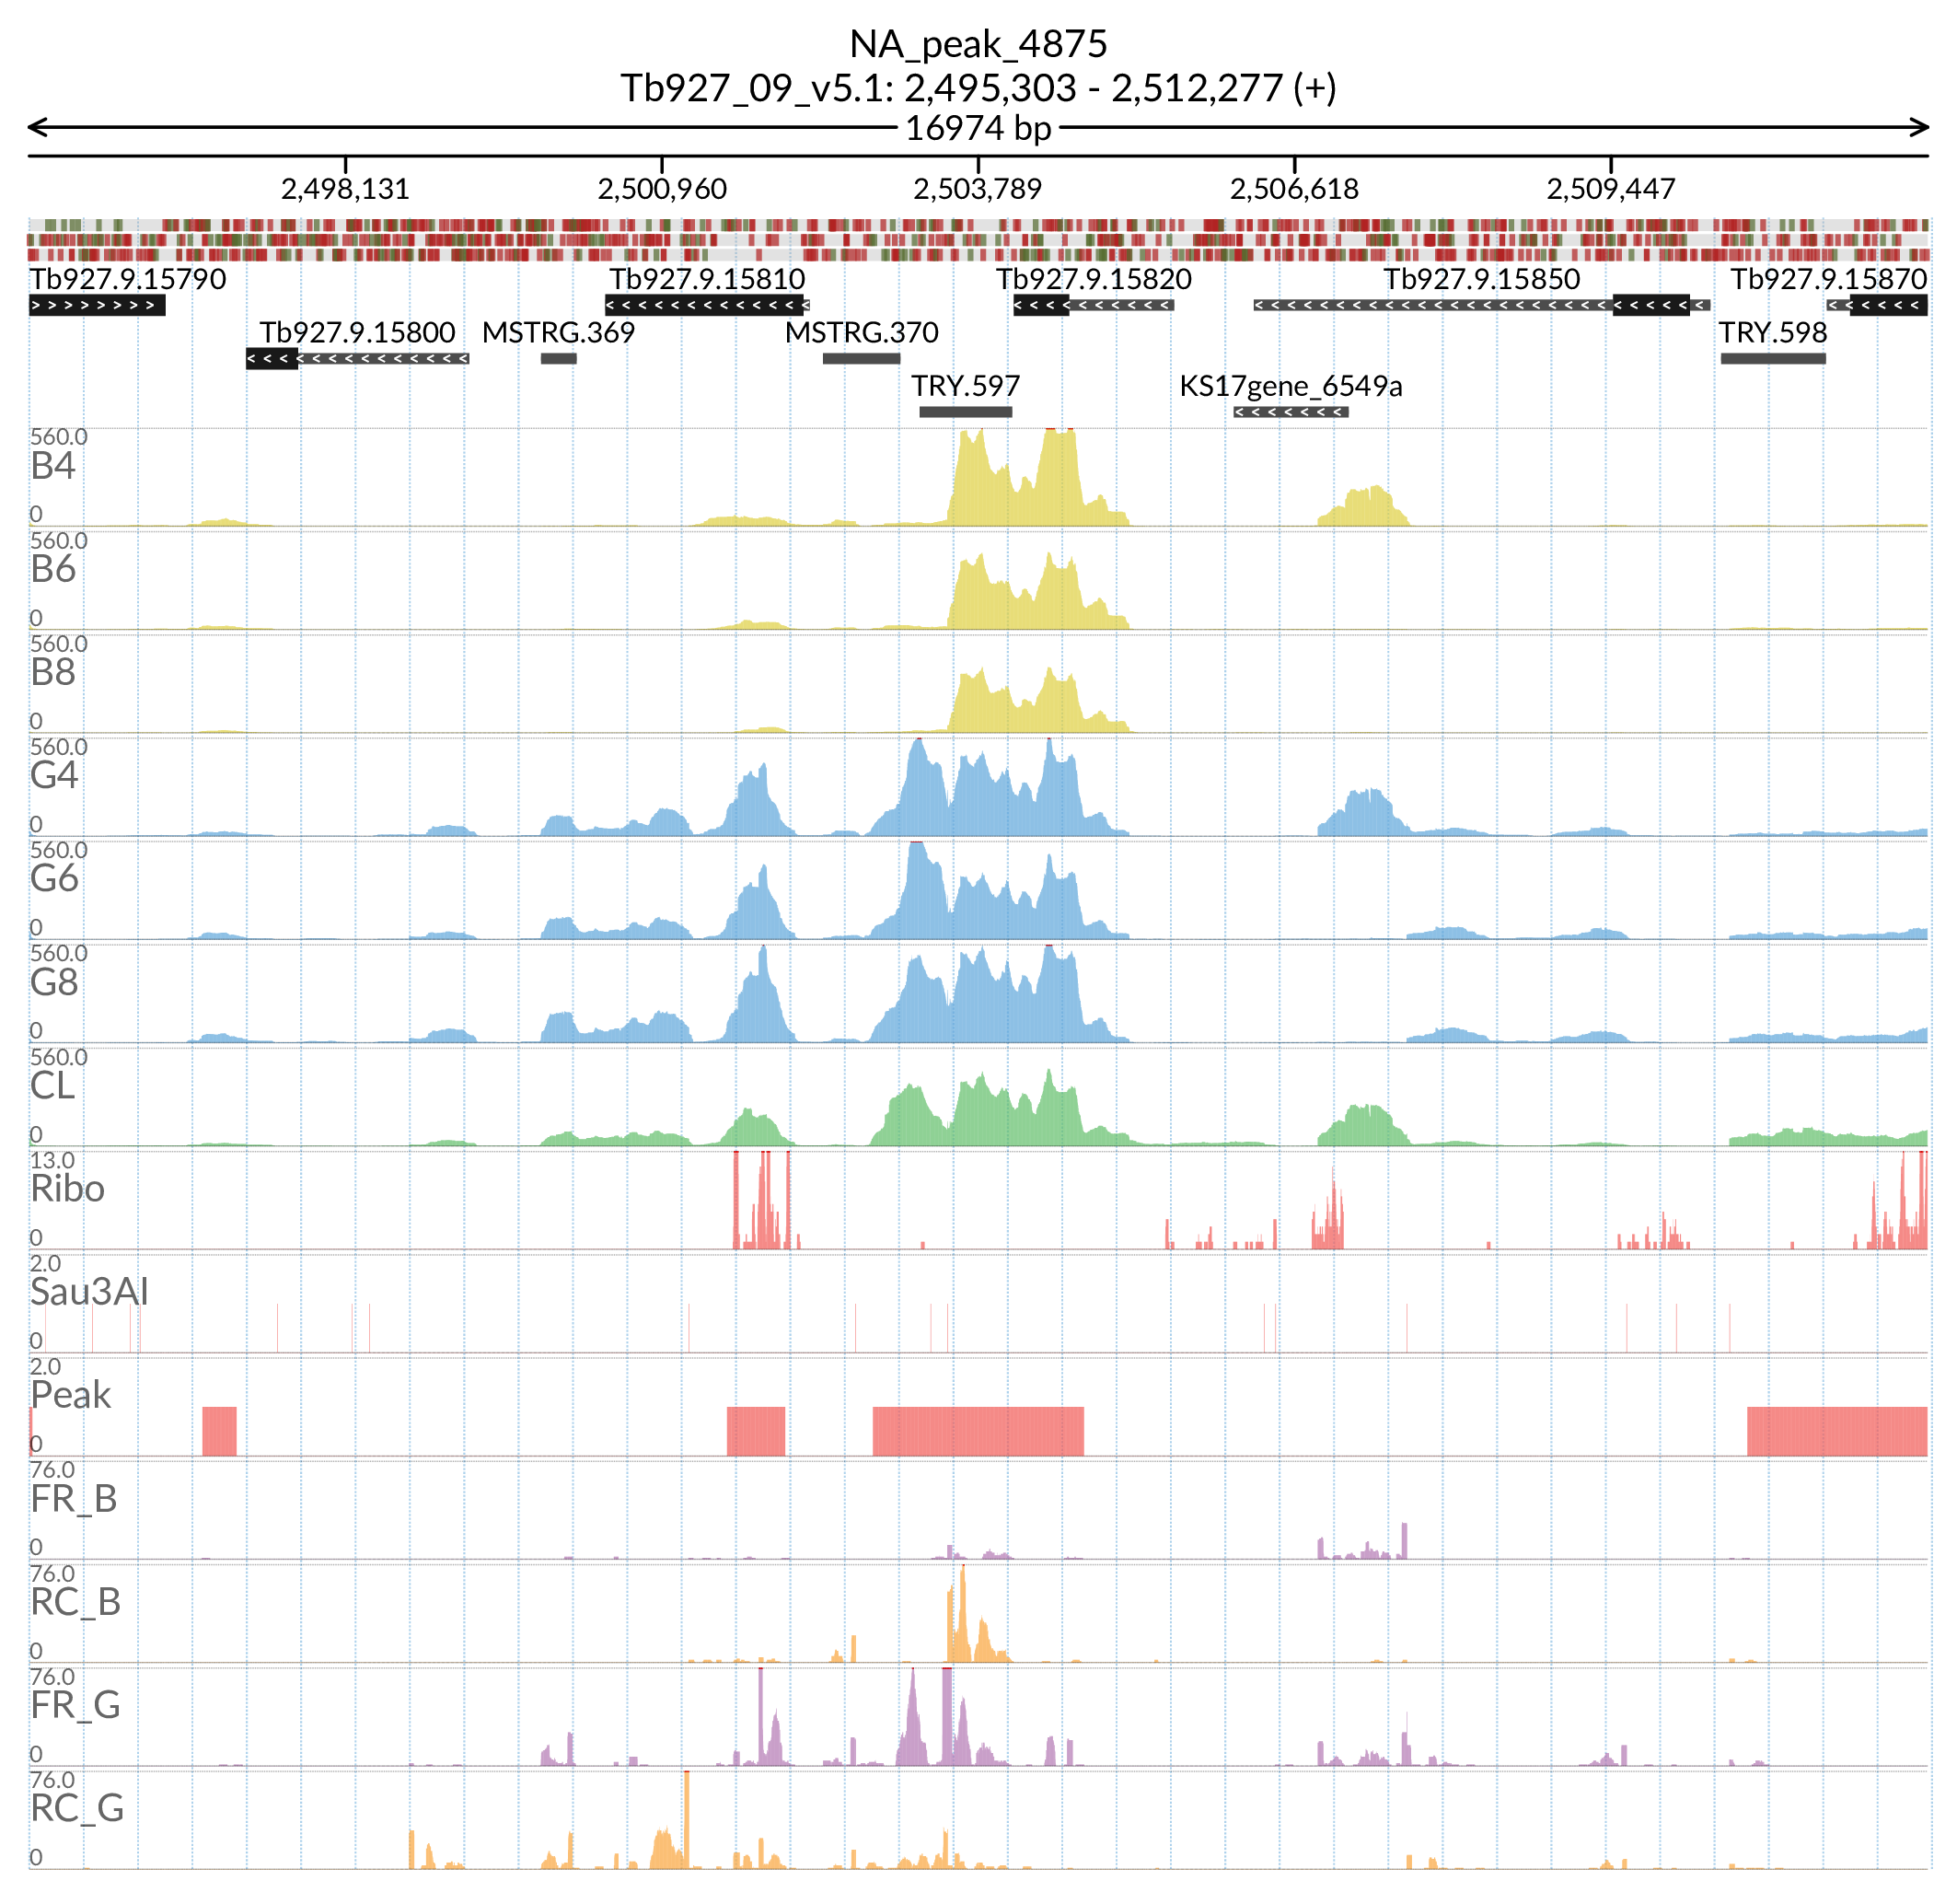 NA_peak_4875
Tb927_09_v5.1: 2,495,303 - 2,512,277 (+)
16974 bp
2,498,131 2,500,960 2,503,789 2,506,618 2,509,447
Tb927.9.15790 Tb927.9.15810 Tb927.9.15820 Tb927.9.15850 Tb927.9.15870
Tb927.9.15800 MSTRG.369 MSTRG.370 TRY.598
TRY.597 KS17gene_6549a
560.0
B4
0
560.0
B6
0
560.0
B8
0
560.0
G4
0
560.0
G6
0
560.0
G8
0
560.0
CL
0
13.0
Ribo
0
2.0
Sau3AI
0
2.0
Peak
0
76.0
FR_B
0
76.0
RC_B
0
76.0
FR_G
0
76.0
RC_G
0